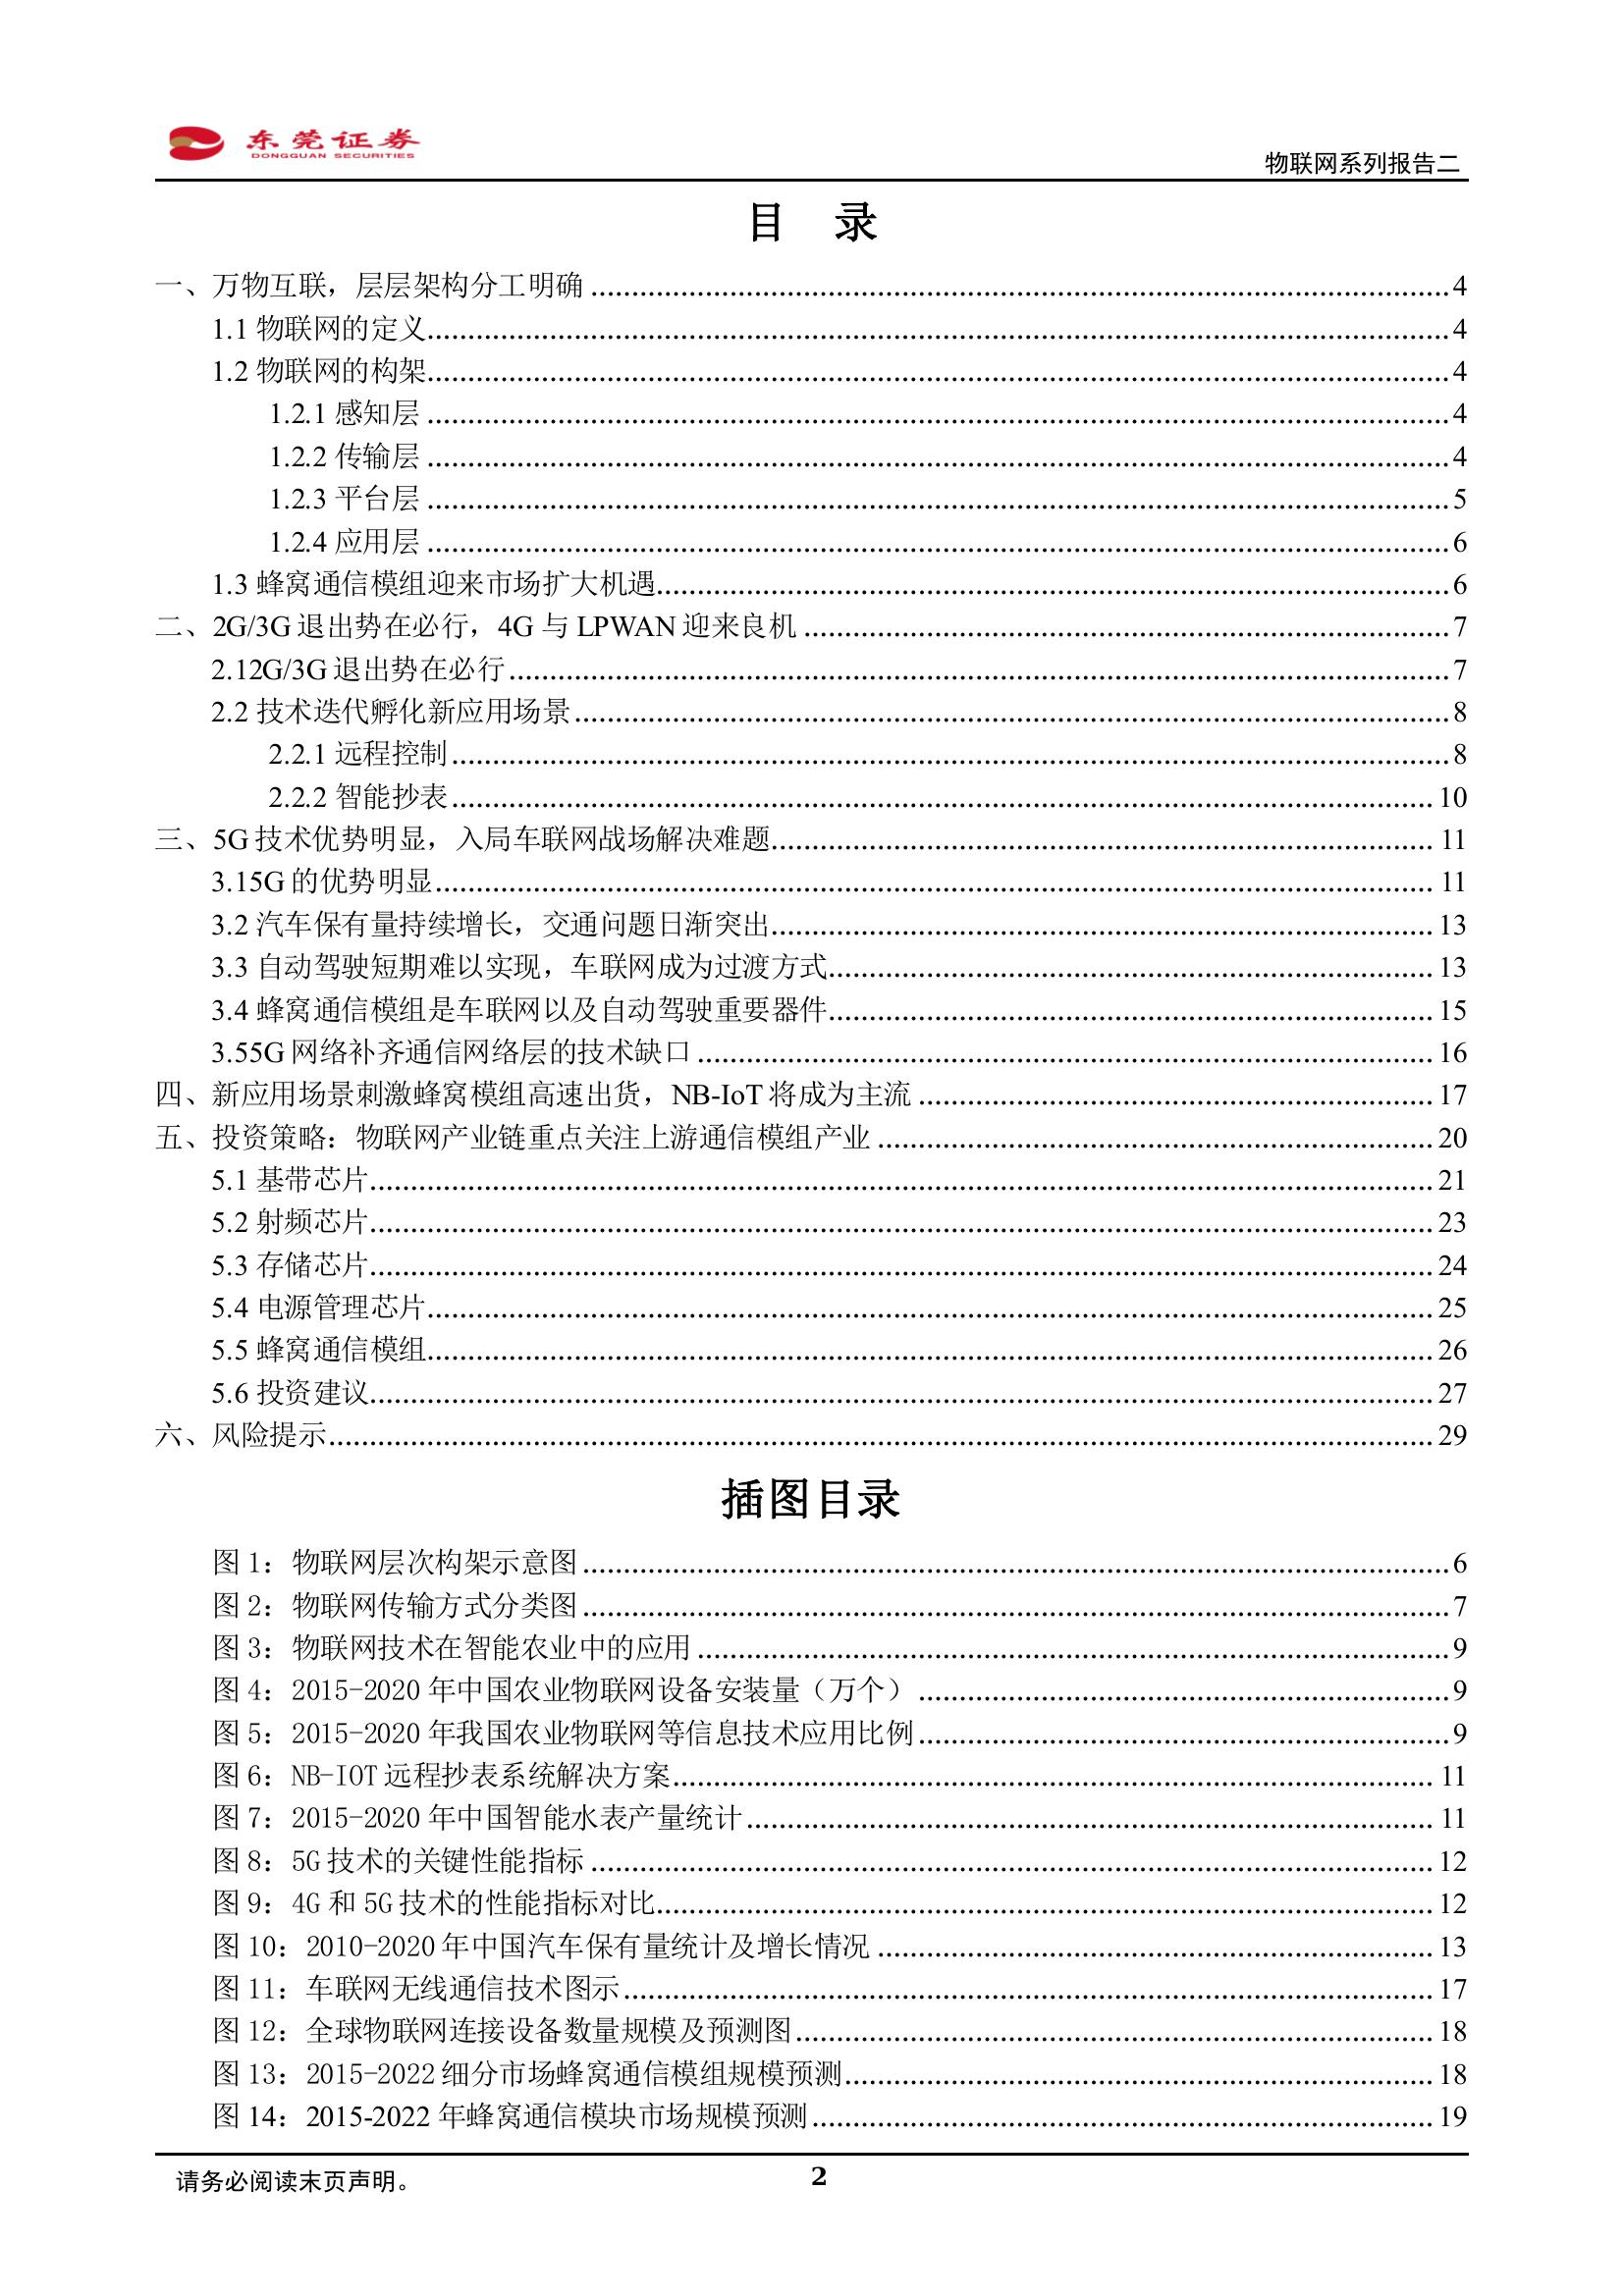 东莞证券
DONGGUAN SECURITIES
物联网系列报告二
目 录
一、万物互联，层层架构分工明确 ........ 4
1.1 物联网的定义........ 4
1.2 物联网的构架........ 4
1.2.1 感知层 ........ 4
1.2.2 传输层 ........ 4
1.2.3 平台层 ........ 5
1.2.4 应用层 ........ 6
1.3 蜂窝通信模组迎来市场扩大机遇........ 6
二、2G/3G 退出势在必行，4G 与 LPWAN 迎来良机 ........ 7
2.12G/3G 退出势在必行 ........ 7
2.2 技术迭代孵化新应用场景 ........ 8
2.2.1 远程控制 ........ 8
2.2.2 智能抄表 ........ 10
三、5G 技术优势明显，入局车联网战场解决难题........ 11
3.15G 的优势明显 ........ 11
3.2 汽车保有量持续增长，交通问题日渐突出........ 13
3.3 自动驾驶短期难以实现，车联网成为过渡方式........ 13
3.4 蜂窝通信模组是车联网以及自动驾驶重要器件........ 15
3.55G 网络补齐通信网络层的技术缺口 ........ 16
四、新应用场景刺激蜂窝模组高速出货，NB-IoT 将成为主流 ........ 17
五、投资策略：物联网产业链重点关注上游通信模组产业 ........ 20
5.1 基带芯片........ 21
5.2 射频芯片........ 23
5.3 存储芯片........ 24
5.4 电源管理芯片........ 25
5.5 蜂窝通信模组........ 26
5.6 投资建议........ 27
六、风险提示........ 29
插图目录
图 1：物联网层次构架示意图 ........ 6
图 2：物联网传输方式分类图 ........ 7
图 3：物联网技术在智能农业中的应用 ........ 9
图 4：2015-2020 年中国农业物联网设备安装量（万个） ........ 9
图 5：2015-2020 年我国农业物联网等信息技术应用比例 ........ 9
图 6：NB-IOT 远程抄表系统解决方案........ 11
图 7：2015-2020 年中国智能水表产量统计........ 11
图 8：5G 技术的关键性能指标 ........ 12
图 9：4G 和 5G 技术的性能指标对比........ 12
图 10：2010-2020 年中国汽车保有量统计及增长情况 ........ 13
图 11：车联网无线通信技术图示........ 17
图 12：全球物联网连接设备数量规模及预测图........ 18
图 13：2015-2022 细分市场蜂窝通信模组规模预测........ 18
图 14：2015-2022 年蜂窝通信模块市场规模预测 ........ 19
请务必阅读末页声明。
2